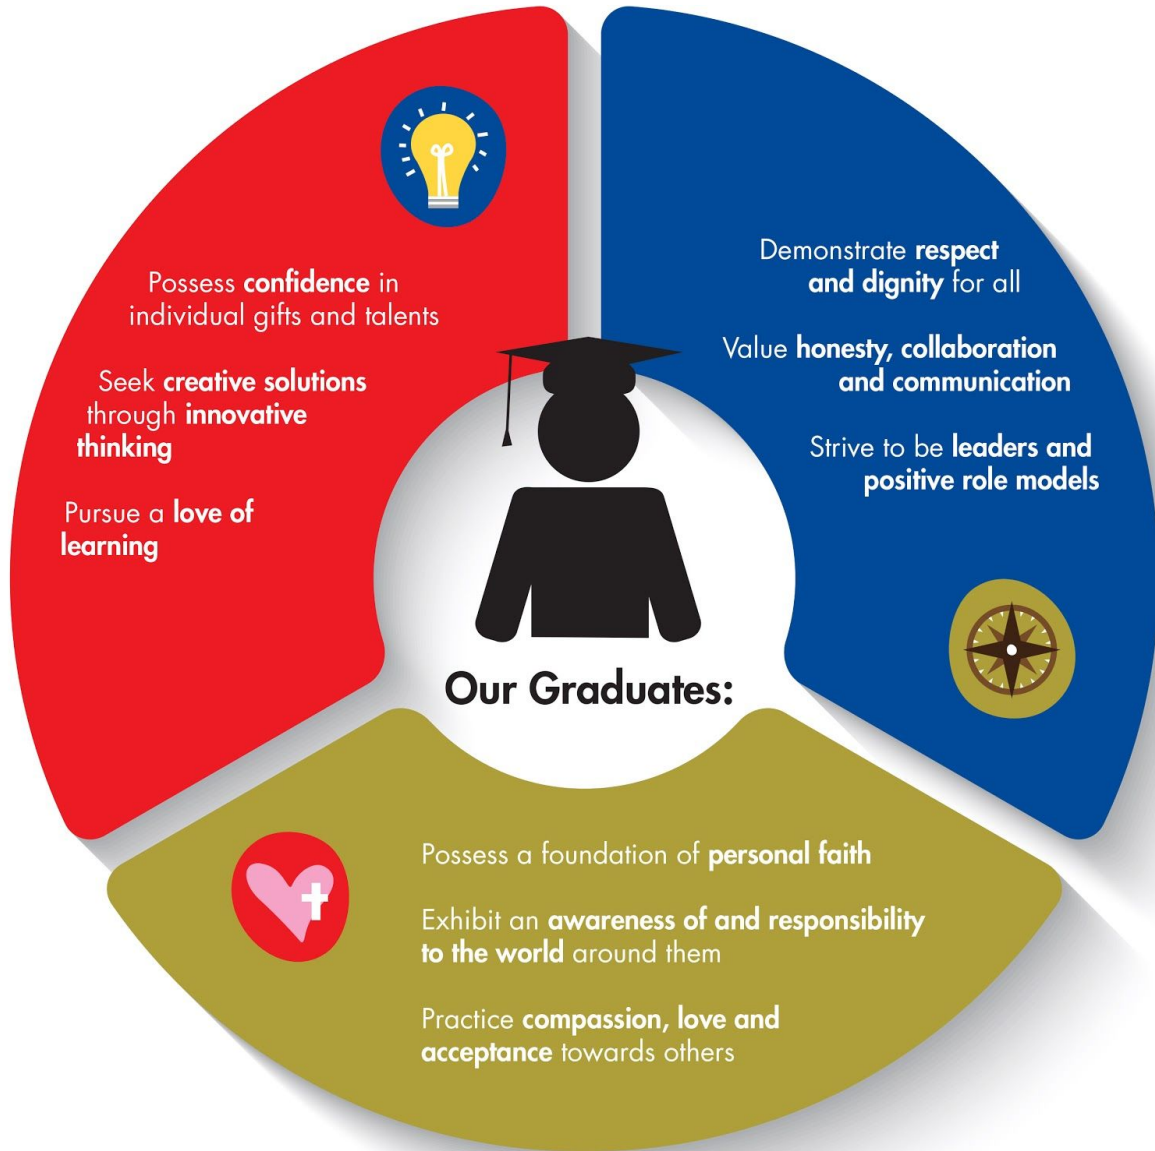 Possess confidence in
individual gifts and talents
Seek creative solutions
through innovative
thinking
Pursue a love of
learning
Demonstrate respect
and dignity for all
Value honesty, collaboration
and communication
Strive to be leaders and
positive role models
Our Graduates:
Possess a foundation of personal faith
Exhibit an awareness of and responsibility
to the world around them
Practice compassion, love and
acceptance towards others